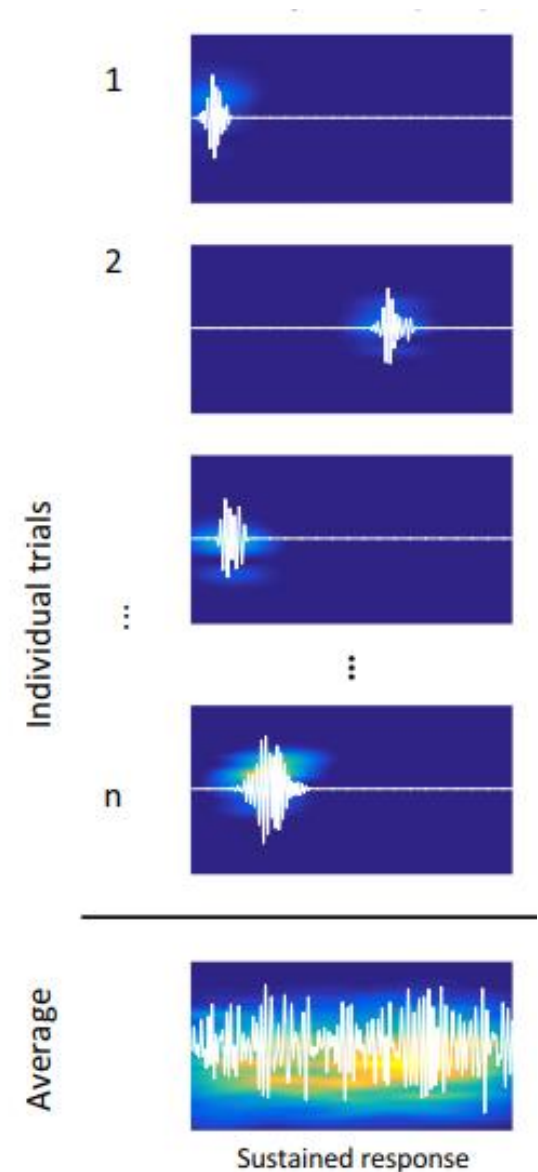 1
2
Individual trials
...
...
n
Average
Sustained response